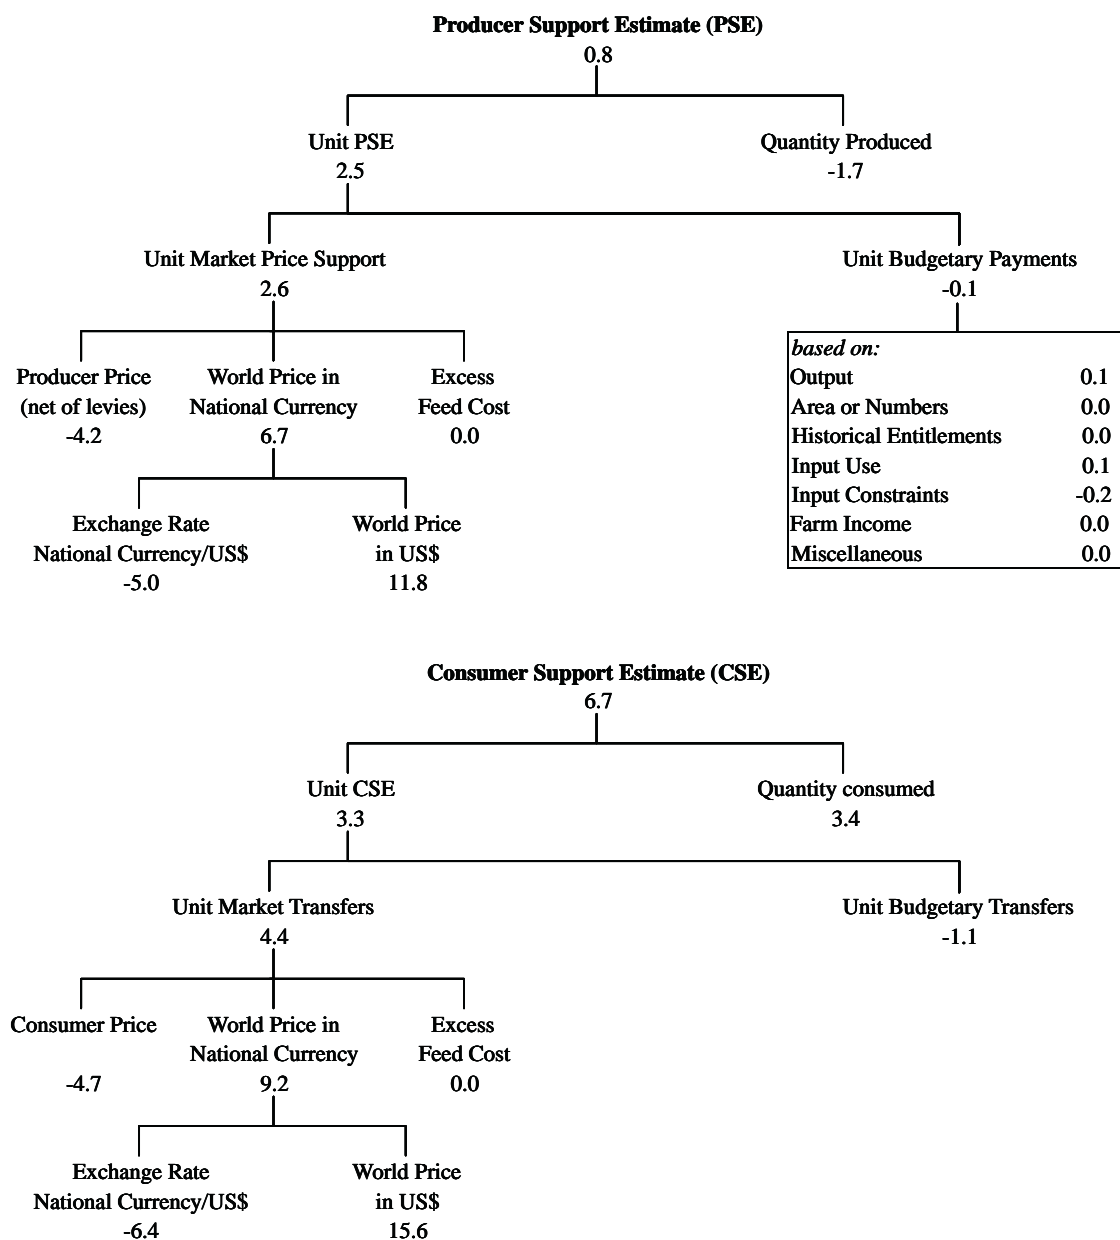 Producer Support Estimate (PSE)
0.8
Unit PSE Quantity Produced
2.5 -1.7
Unit Market Price Support Unit Budgetary Payments
2.6 -0.1
based on:
Producer Price World Price in Excess Output 0.1
(net of levies) National Currency Feed Cost Area or Numbers 0.0
-4.2 6.7 0.0 Historical Entitlements 0.0
Input Use 0.1
Input Constraints -0.2
Exchange Rate World Price Farm Income 0.0
National Currency/US$ in US$ Miscellaneous 0.0
-5.0 11.8
Consumer Support Estimate (CSE)
6.7
Unit CSE Quantity consumed
3.3 3.4
Unit Market Transfers Unit Budgetary Transfers
4.4 -1.1
Consumer Price World Price in Excess
National Currency Feed Cost
-4.7 9.2 0.0
Exchange Rate World Price
National Currency/US$ in US$
-6.4 15.6